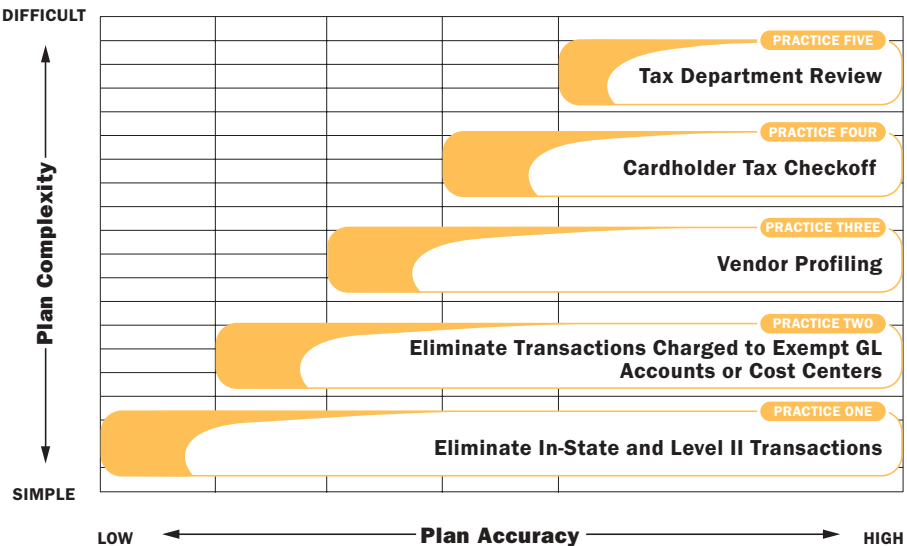 DIFFICULT
PRACTICE FIVE
Tax Department Review
PRACTICE FOUR
Cardholder Tax Checkoff
Plan Complexity
PRACTICE THREE
Vendor Profiling
PRACTICE TWO
Eliminate Transactions Charged to Exempt GL
Accounts or Cost Centers
PRACTICE ONE
Eliminate In-State and Level II Transactions
SIMPLE
LOW
Plan Accuracy
HIGH